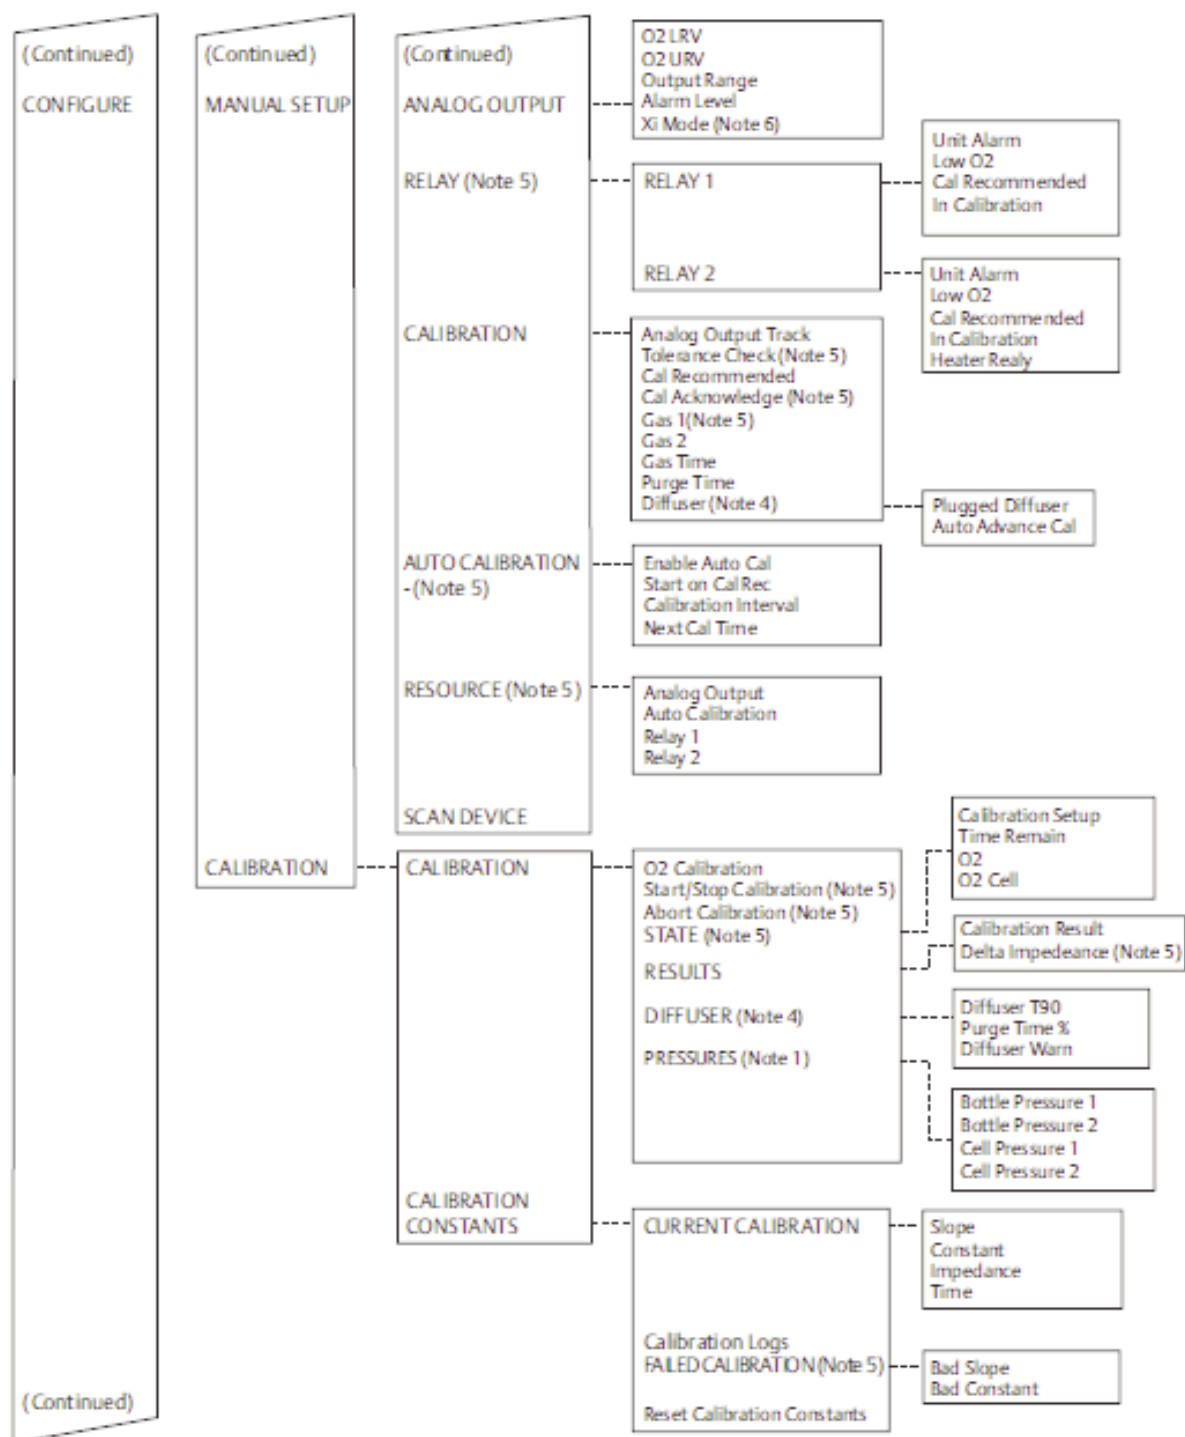 (Continued)
CONFIGURE
(Continued)
(Continued)
MANUAL SETUP
CALIBRATION
(Continued)
ANALOG OUTPUT
RELAY (Note 5)
CALIBRATION
AUTO CALIBRATION
- (Note 5)
RESOURCE (Note 5)
SCAN DEVICE
O2 LRV
O2 URV
Output Range
Alarm Level
Xi Mode (Note 6)
RELAY 1
RELAY 2
Unit Alarm
Low O2
Cal Recommended
In Calibration
Unit Alarm
Low O2
Cal Recommended
In Calibration
Heater Realy
Analog Output Track
Tolerance Check (Note 5)
Cal Recommended
Cal Acknowledge (Note 5)
Gas 1(Note 5)
Gas 2
Gas Time
Purge Time
Diffuser (Note 4)
Plugged Diffuser
Auto Advance Cal
Enable Auto Cal
Start on Cal Rec
Calibration Interval
Next Cal Time
Analog Output
Auto Calibration
Relay 1
Relay 2
CALIBRATION
CALIBRATION
CONSTANTS
O2 Calibration
Start/Stop Calibration (Note 5)
Abort Calibration (Note 5)
STATE (Note 5)
RESULTS
DIFFUSER (Note 4)
PRESSURES (Note 1)
Calibration Setup
Time Remain
O2
O2 Cell
Calibration Result
Delta Impedeance (Note 5)
Diffuser T90
Purge Time %
Diffuser Warn
Bottle Pressure 1
Bottle Pressure 2
Cell Pressure 1
Cell Pressure 2
CURRENT CALIBRATION
Calibration Logs
FAILED CALIBRATION (Note 5)
Reset Calibration Constants
Slope
Constant
Impedance
Time
Bad Slope
Bad Constant